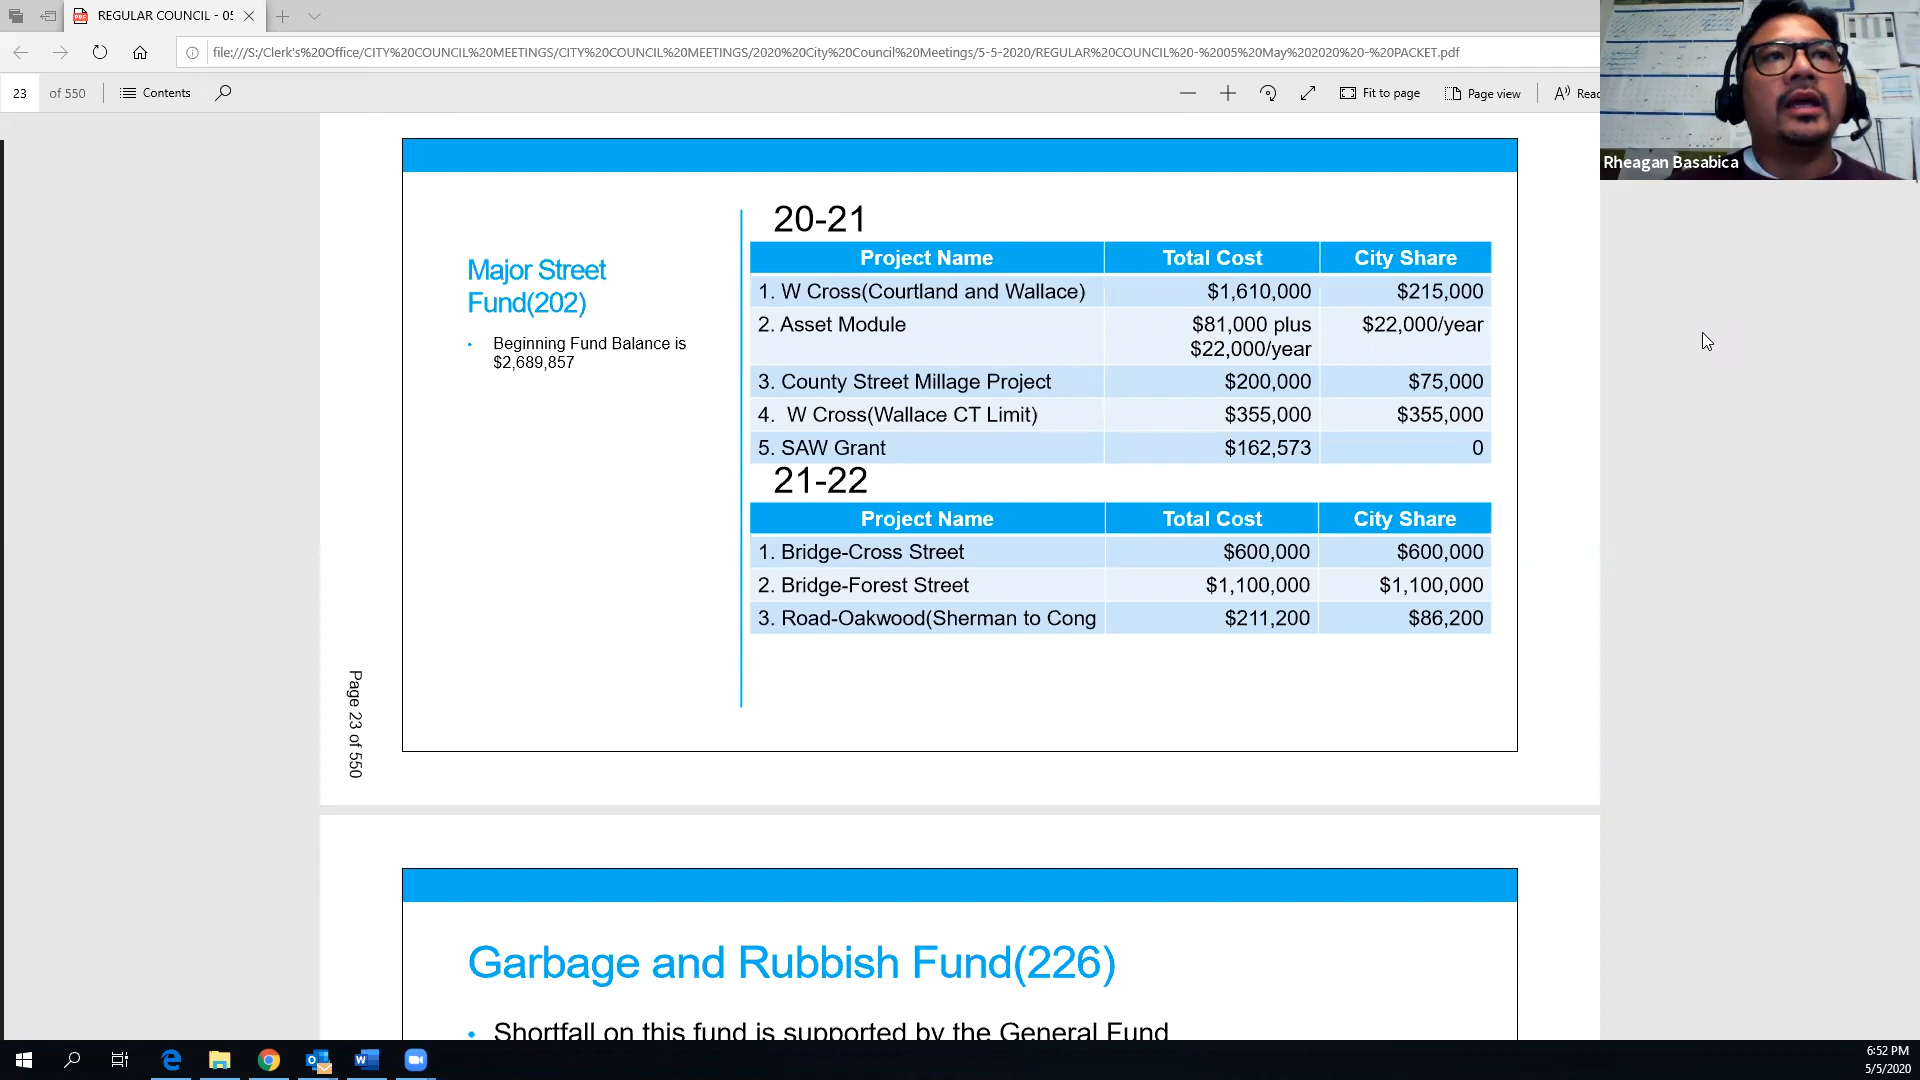 REGULAR COUNCIL - 05
file:///S:/Clerk's%20Office/CITY%20COUNCIL%20MEETINGS/CITY%20COUNCIL%20MEETINGS/2020%20City%20Council%20Meetings/5-5-2020/REGULAR%20COUNCIL%20-%2005%20May%202020%20-%20PACKET.pdf
23 of 550 Contents Fit to page Page view Read
Rheagan Basabica
Major Street
Fund(202)
• Beginning Fund Balance is
$2,689,857
20-21
Project Name Total Cost City Share
1. W Cross(Courtland and Wallace) $1,610,000 $215,000
2. Asset Module $81,000 plus $22,000/year
$22,000/year
3. County Street Millage Project $200,000 $75,000
4. W Cross(Wallace CT Limit) $355,000 $355,000
5. SAW Grant $162,573 0
21-22
Project Name Total Cost City Share
1. Bridge-Cross Street $600,000 $600,000
2. Bridge-Forest Street $1,100,000 $1,100,000
3. Road-Oakwood(Sherman to Cong $211,200 $86,200
Page 23 of 550
Garbage and Rubbish Fund(226)
• Shortfall on this fund is supported by the General Fund
6:52 PM
5/5/2020